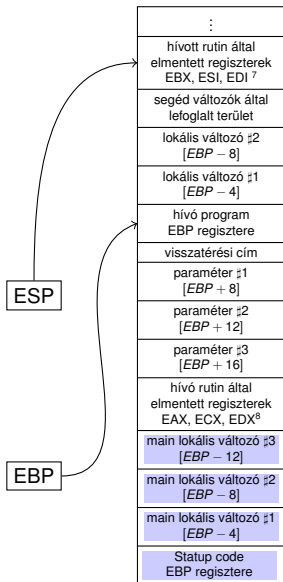 ⋮
hívott rutin által
elmentett regiszterek
EBX, ESI, EDI 7
segéd változók által
lefoglalt terület
lokális változó ♯2
[EBP − 8]
lokális változó ♯1
[EBP − 4]
hívó program
EBP regisztere
visszatérési cím
paraméter ♯1
[EBP + 8]
paraméter ♯2
[EBP + 12]
paraméter ♯3
[EBP + 16]
hívó rutin által
elmentett regiszterek
EAX, ECX, EDX8
main lokális változó ♯3
[EBP − 12]
main lokális változó ♯2
[EBP − 8]
main lokális változó ♯1
[EBP − 4]
Statup code
EBP regisztere
ESP
EBP